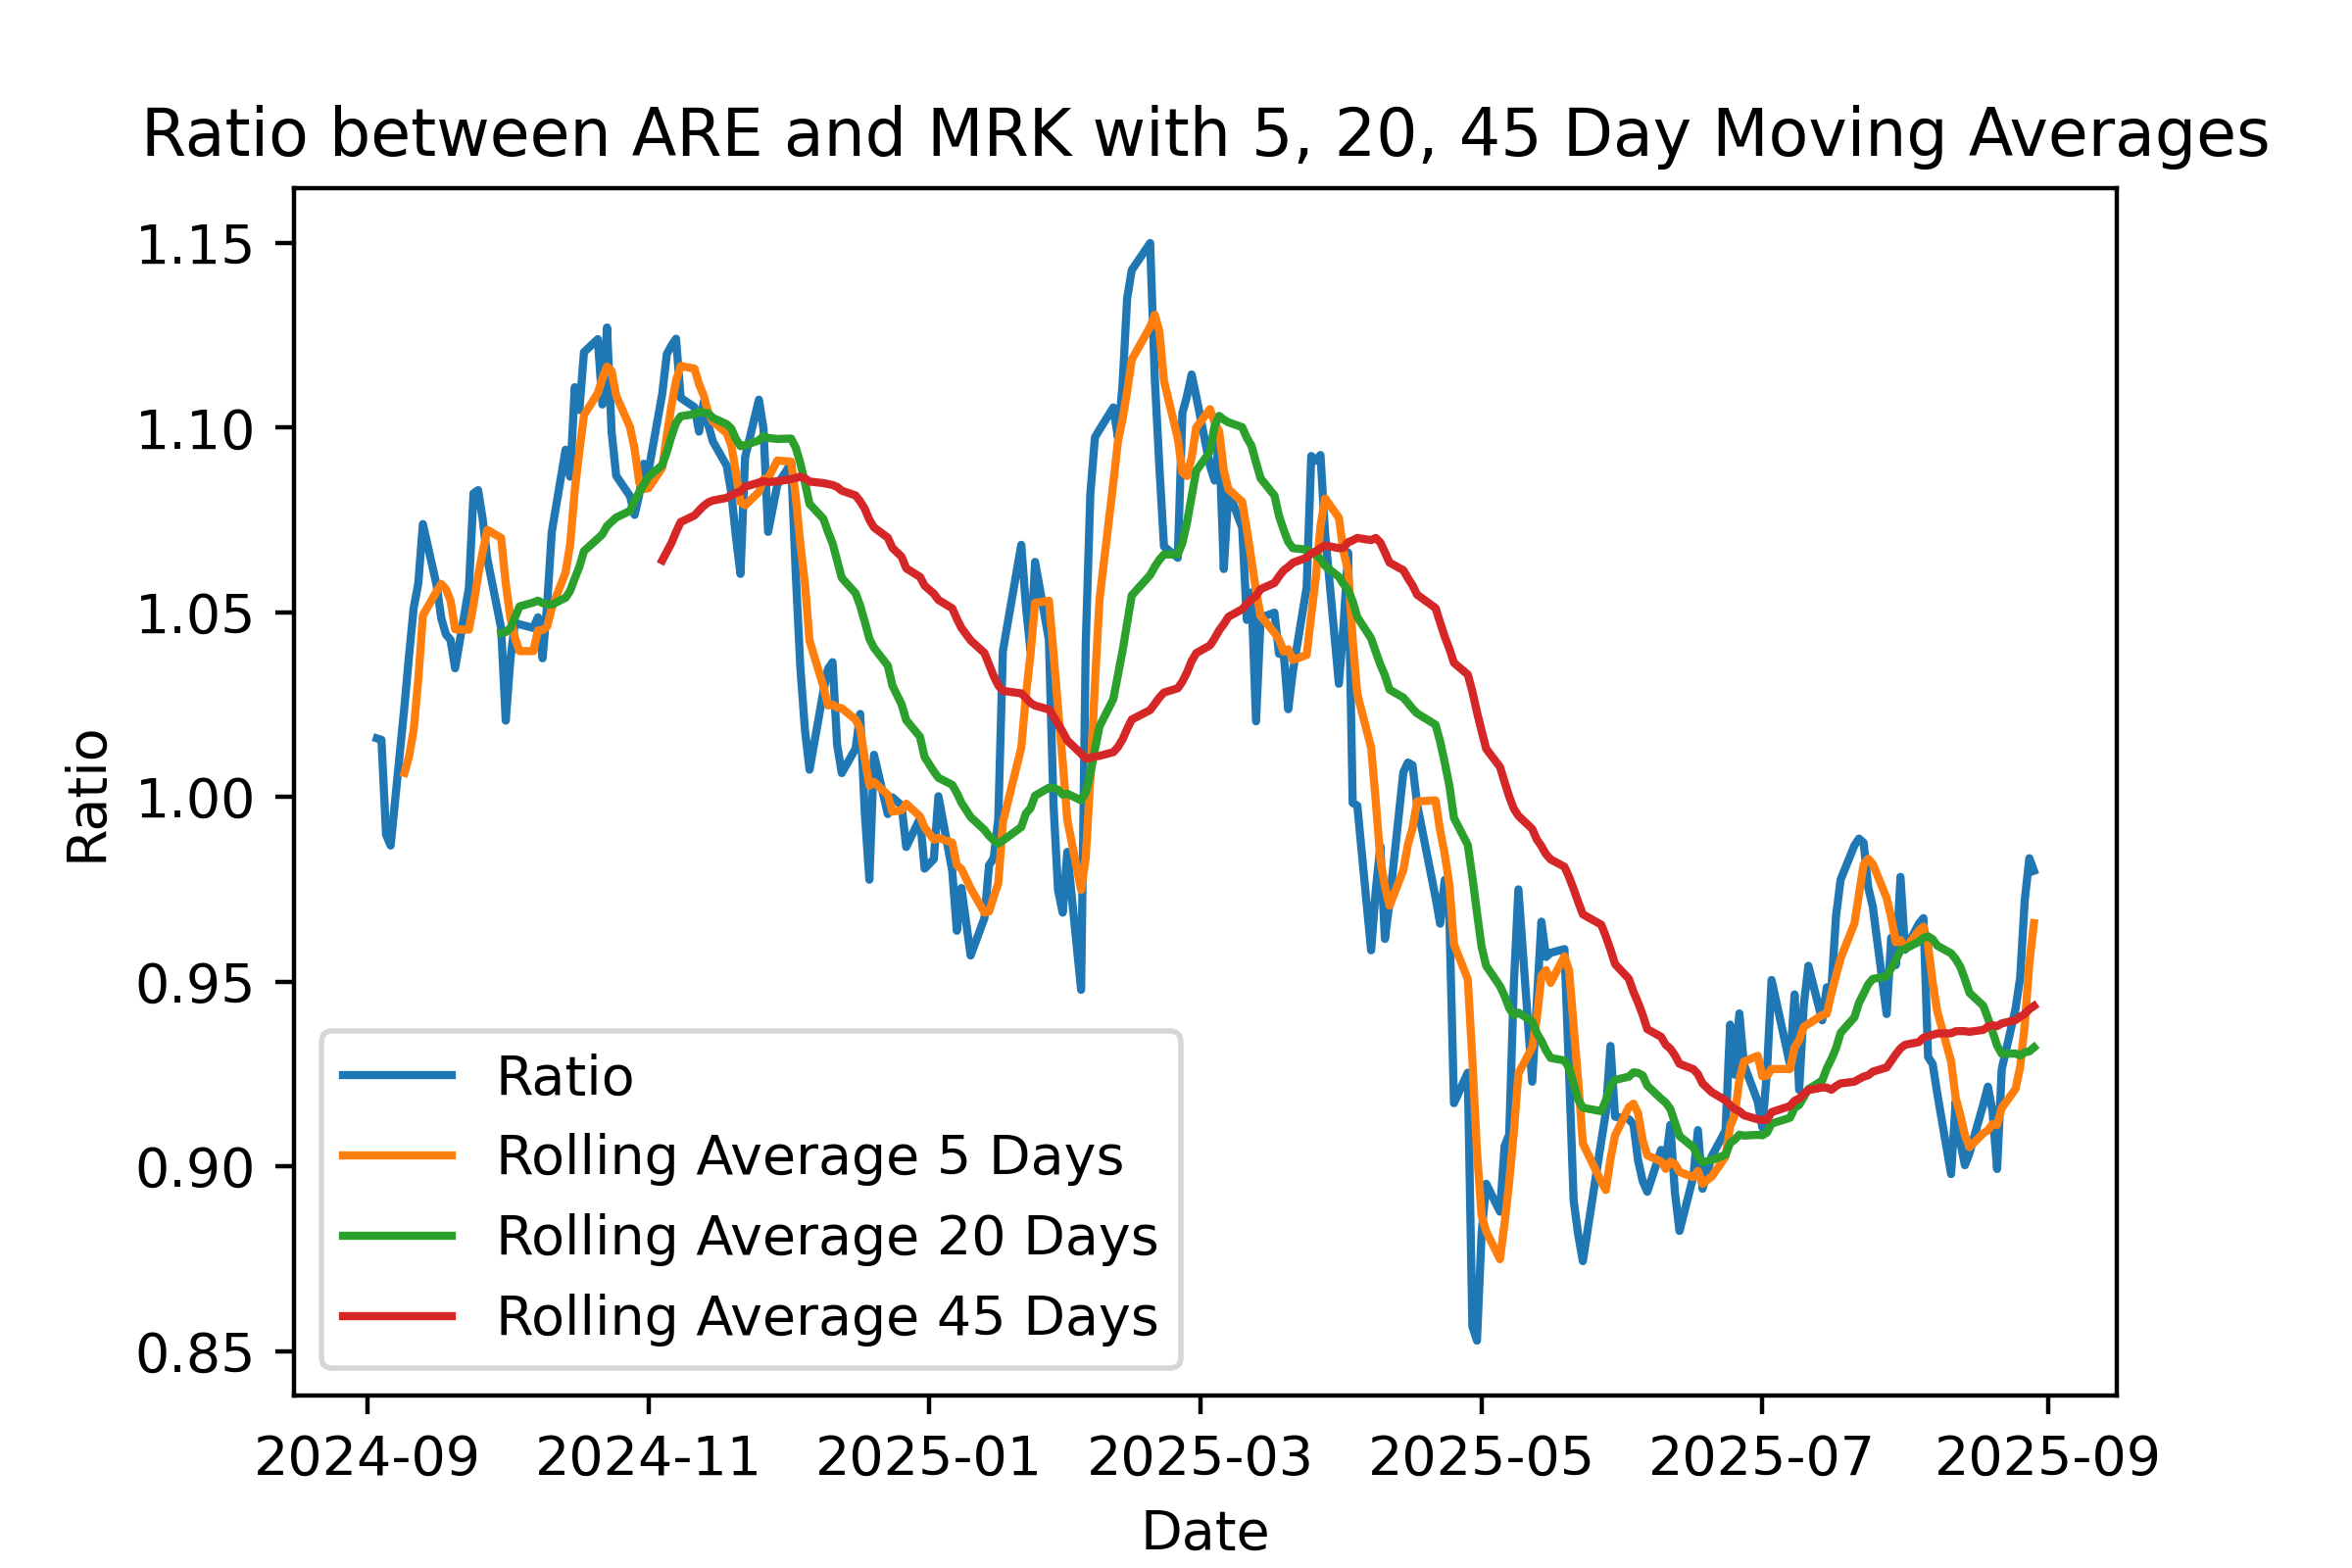 Ratio between ARE and MRK with 5, 20, 45 Day Moving Averages
1.15
1.10
1.05
1.00
0.95
0.90
0.85
Ratio
Ratio
Rolling Average 5 Days
Rolling Average 20 Days
Rolling Average 45 Days
2024-09 2024-11 2025-01 2025-03 2025-05 2025-07 2025-09
Date